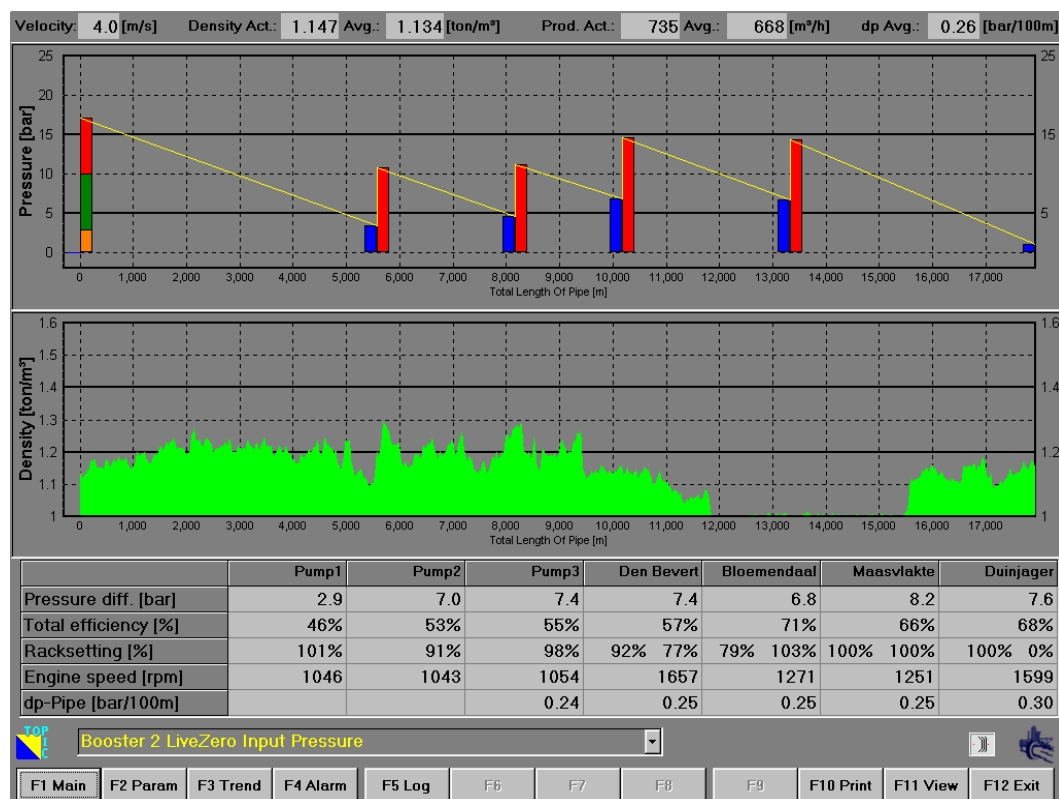 Velocity: 4.0 [m/s] Density Act.: 1.147 Avg.: 1.134 [ton/m³] Prod. Act.: 735 Avg.: 668 [m³/h] dp Avg.: 0.26 [bar/100m]
25 25
20
15 15
10
5 5
0
Pressure [bar]
0 1,000 2,000 3,000 4,000 5,000 6,000 7,000 8,000 9,000 10,000 11,000 12,000 13,000 14,000 15,000 16,000 17,000
Total Length Of Pipe [m]
1.6 1.6
1.5
1.4 1.4
1.3
1.2 1.2
1.1
1 1
Density [ton/m³]
0 1,000 2,000 3,000 4,000 5,000 6,000 7,000 8,000 9,000 10,000 11,000 12,000 13,000 14,000 15,000 16,000 17,000
Total Length Of Pipe [m]
Pump1 Pump2 Pump3 Den Bevert Bloemendaal Maasvlakte Duinjager
Pressure diff. [bar] 2.9 7.0 7.4 7.4 6.8 8.2 7.6
Total efficiency [%] 46% 53% 55% 57% 71% 66% 68%
Racksetting [%] 101% 91% 98% 92% 77% 79% 103% 100% 100% 100% 0%
Engine speed [rpm] 1046 1043 1054 1657 1271 1251 1599
dp-Pipe [bar/100m] 0.24 0.25 0.25 0.25 0.30
TOPIC
Booster 2 LiveZero Input Pressure
F1 Main F2 Param F3 Trend F4 Alarm F5 Log F6 F7 F8 F9 F10 Print F11 View F12 Exit